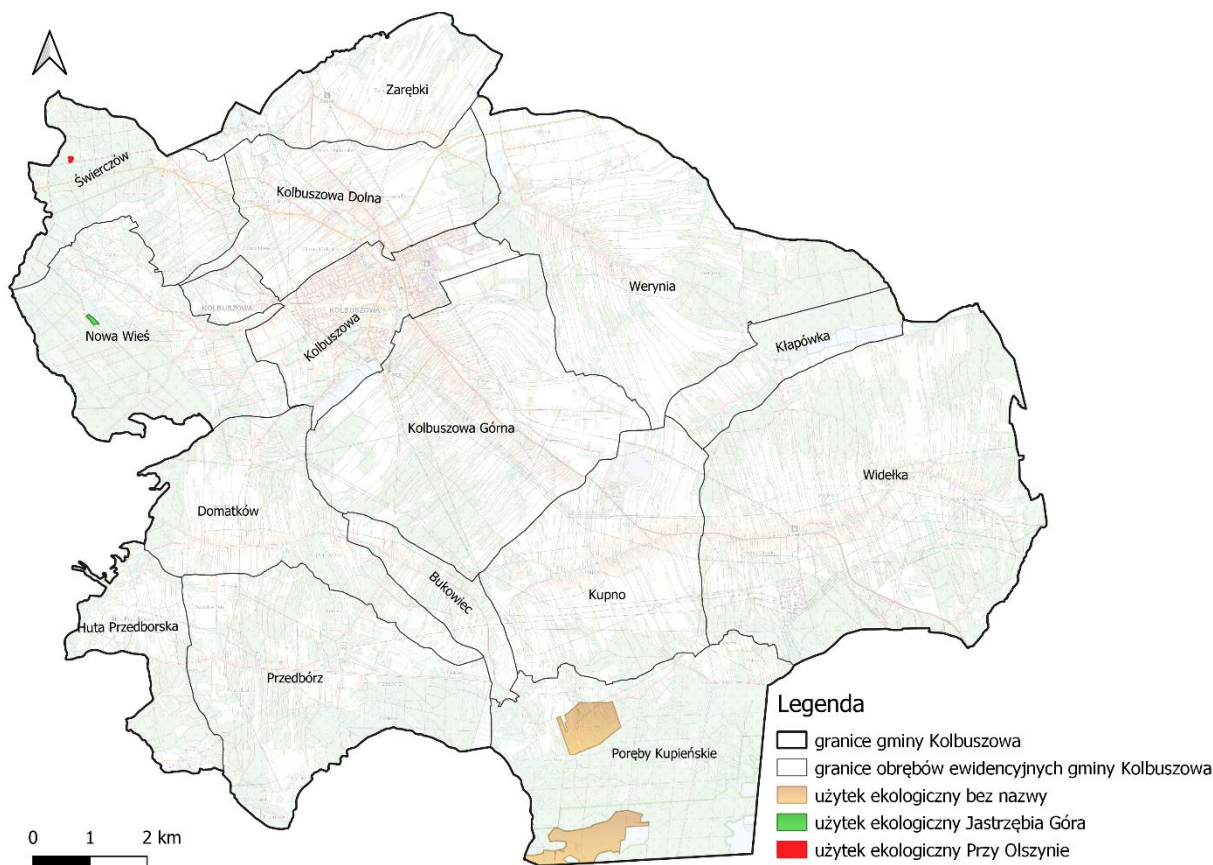 Zarębki
Świerczów
Kolbuszowa Dolna
Werynia
KOLBUSZOWA
KOLBUSZOWA
Kolbuszowa
Nowa Wieś
Kłapówka
Kolbuszowa Górna
Widełka
Domatków
Bukowiec
Kupno
Huta Przedborska
Przedbórz
Poręby Kupieńskie
Legenda
granice gminy Kolbuszowa
granice obrębów ewidencyjnych gminy Kolbuszowa
użytek ekologiczny bez nazwy
użytek ekologiczny Jastrzębia Góra
użytek ekologiczny Przy Olszynie
0 1 2 km